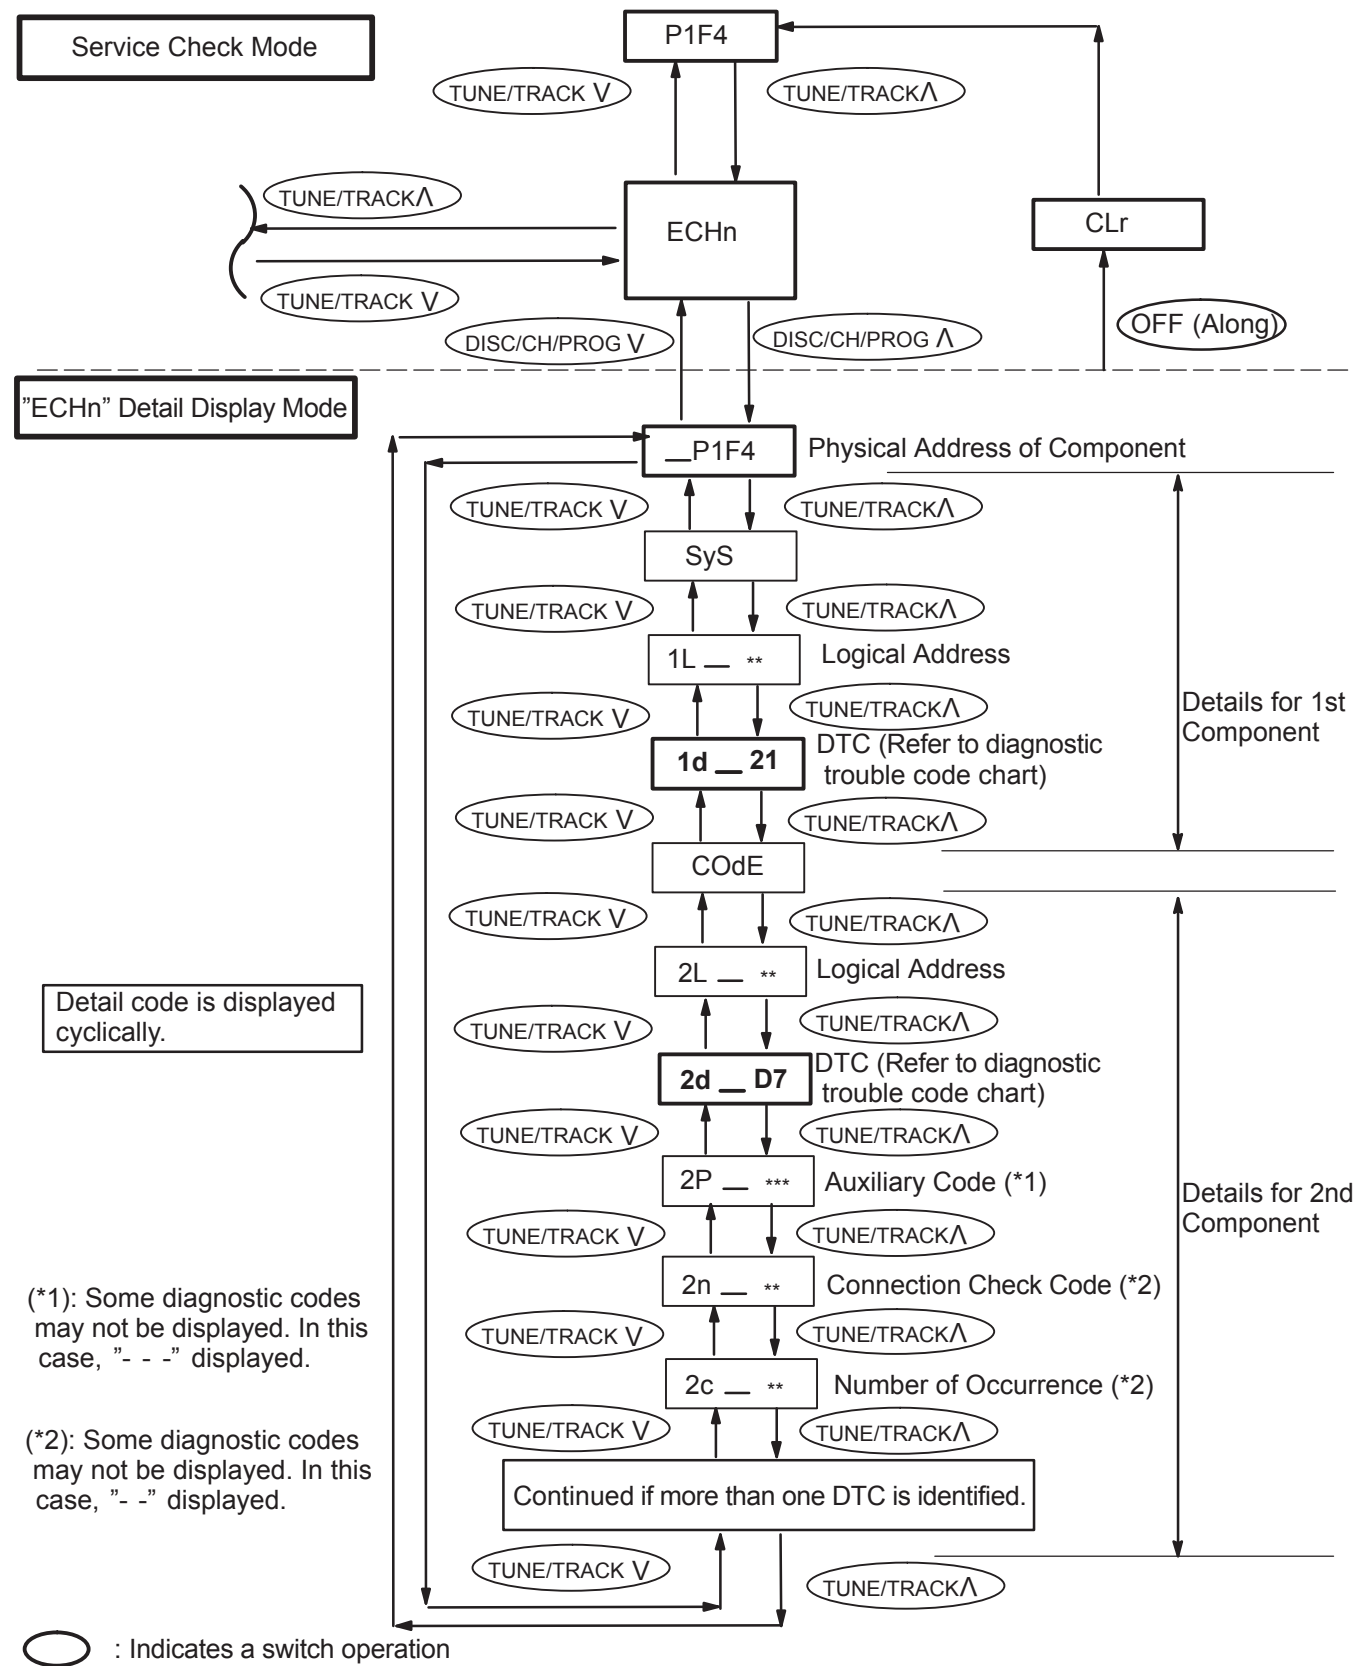 Service Check Mode
P1F4
TUNE/TRACK V
TUNE/TRACKΛ
TUNE/TRACKΛ
ECHn
CLr
TUNE/TRACK V
DISC/CH/PROG V
DISC/CH/PROG Λ
OFF (Along)
”ECHn” Detail Display Mode
__P1F4
Physical Address of Component
TUNE/TRACK V
TUNE/TRACKΛ
SyS
TUNE/TRACK V
TUNE/TRACKΛ
1L __ **
Logical Address
TUNE/TRACK V
TUNE/TRACKΛ
Details for 1st
Component
1d __ 21
DTC (Refer to diagnostic
trouble code chart)
TUNE/TRACK V
TUNE/TRACKΛ
COdE
TUNE/TRACK V
TUNE/TRACKΛ
2L __ **
Logical Address
Detail code is displayed
cyclically.
TUNE/TRACK V
TUNE/TRACKΛ
2d __ D7
DTC (Refer to diagnostic
trouble code chart)
TUNE/TRACK V
TUNE/TRACKΛ
2P __ ***
Auxiliary Code (*1)
Details for 2nd
Component
TUNE/TRACK V
TUNE/TRACKΛ
2n __ **
Connection Check Code (*2)
(*1): Some diagnostic codes
may not be displayed. In this
case, ”- - -” displayed.
TUNE/TRACK V
TUNE/TRACKΛ
2c __ **
Number of Occurrence (*2)
TUNE/TRACK V
TUNE/TRACKΛ
(*2): Some diagnostic codes
may not be displayed. In this
case, ”- -” displayed.
Continued if more than one DTC is identified.
TUNE/TRACK V
TUNE/TRACKΛ
: Indicates a switch operation